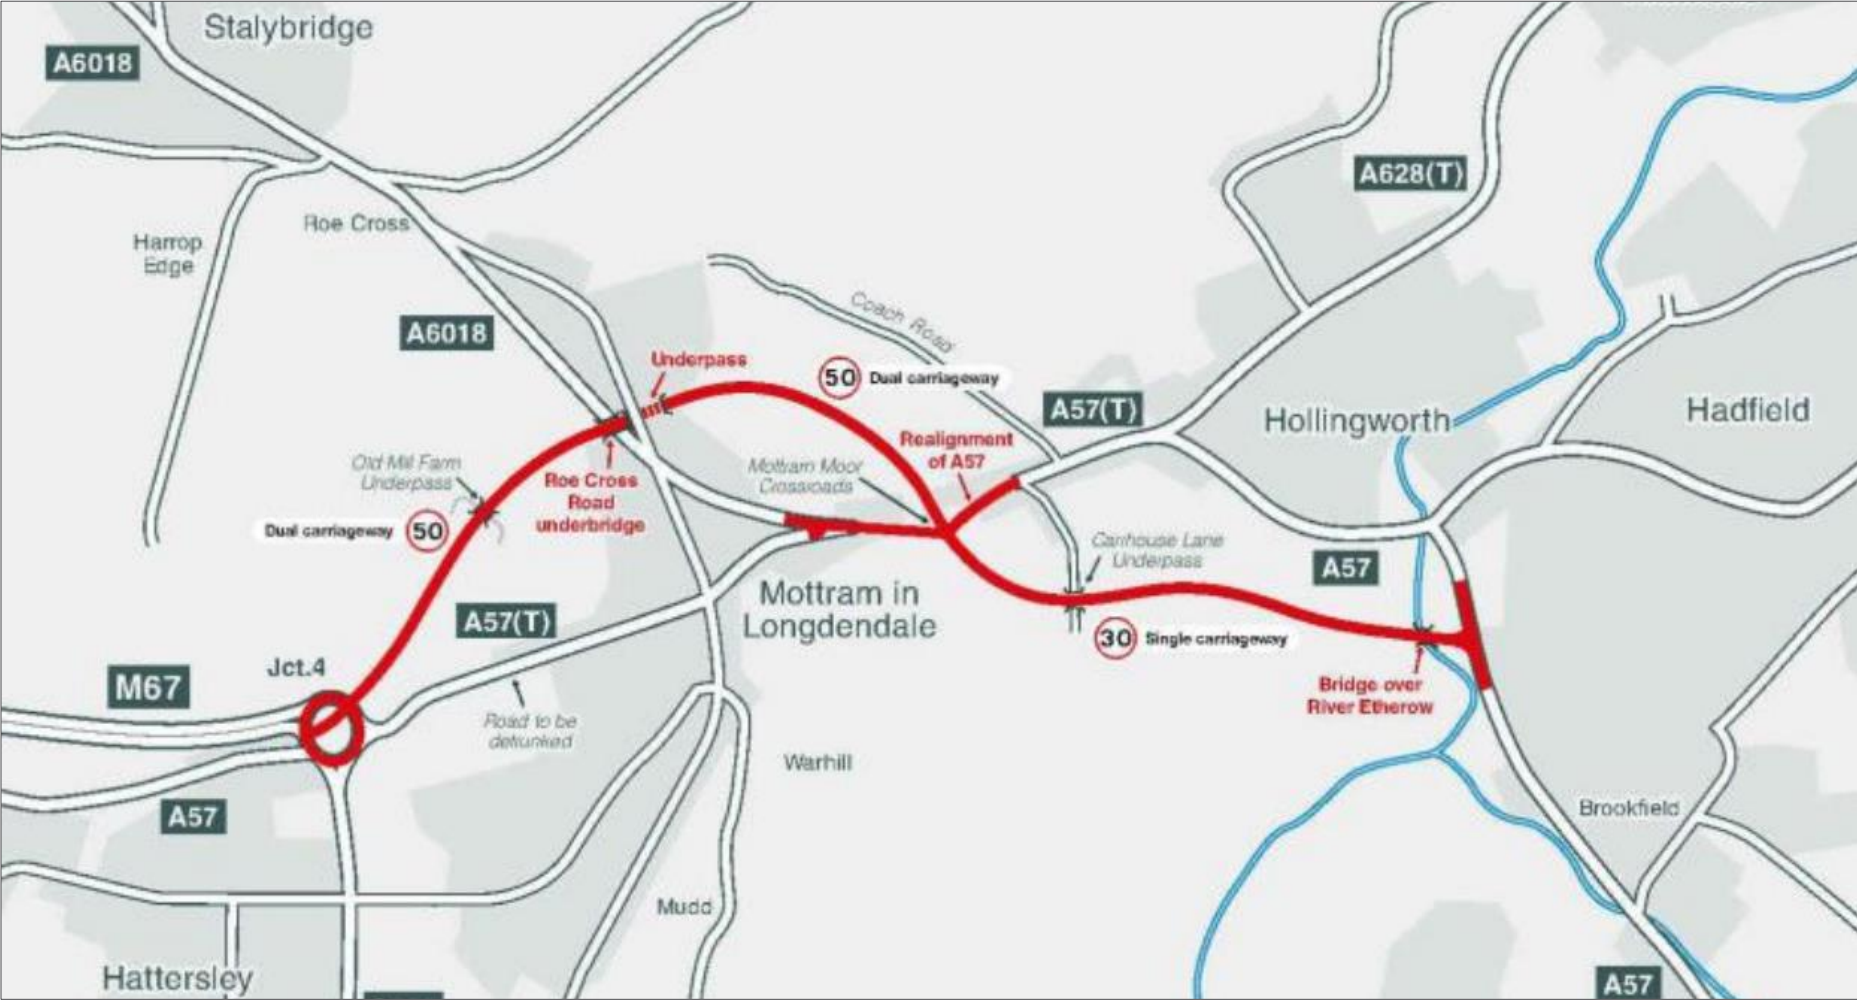 Stalybridge
A6018
A628(T)
Roe Cross
Harrop
Edge
Coach Road
A6018
Underpass
50 Dual carriageway
A57(T)
Hollingworth
Hadfield
Realignment
of A57
Old Mill Farm
Underpass
Mottram Moor
Crossroads
Roe Cross
Road
underbridge
Dual carriageway 50
Carrhouse Lane
Underpass
A57
Mottram in
Longdendale
A57(T)
30 Single carriageway
Jct.4
M67
Bridge over
River Etherow
Road to be
detrunked
Warhill
A57
Brookfield
Mudd
Hattersley
A57